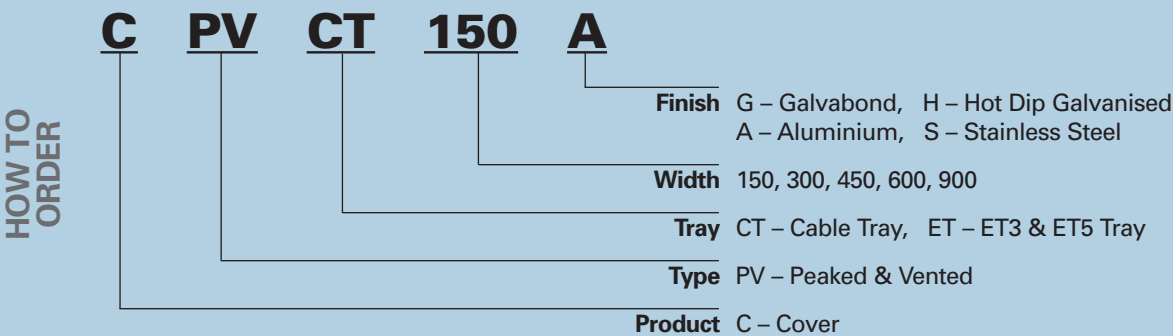 C PV CT 150 A
HOW TO
ORDER
Finish G – Galvabond, H – Hot Dip Galvanised
A – Aluminium, S – Stainless Steel
Width 150, 300, 450, 600, 900
Tray CT – Cable Tray, ET – ET3 & ET5 Tray
Type PV – Peaked & Vented
Product C – Cover